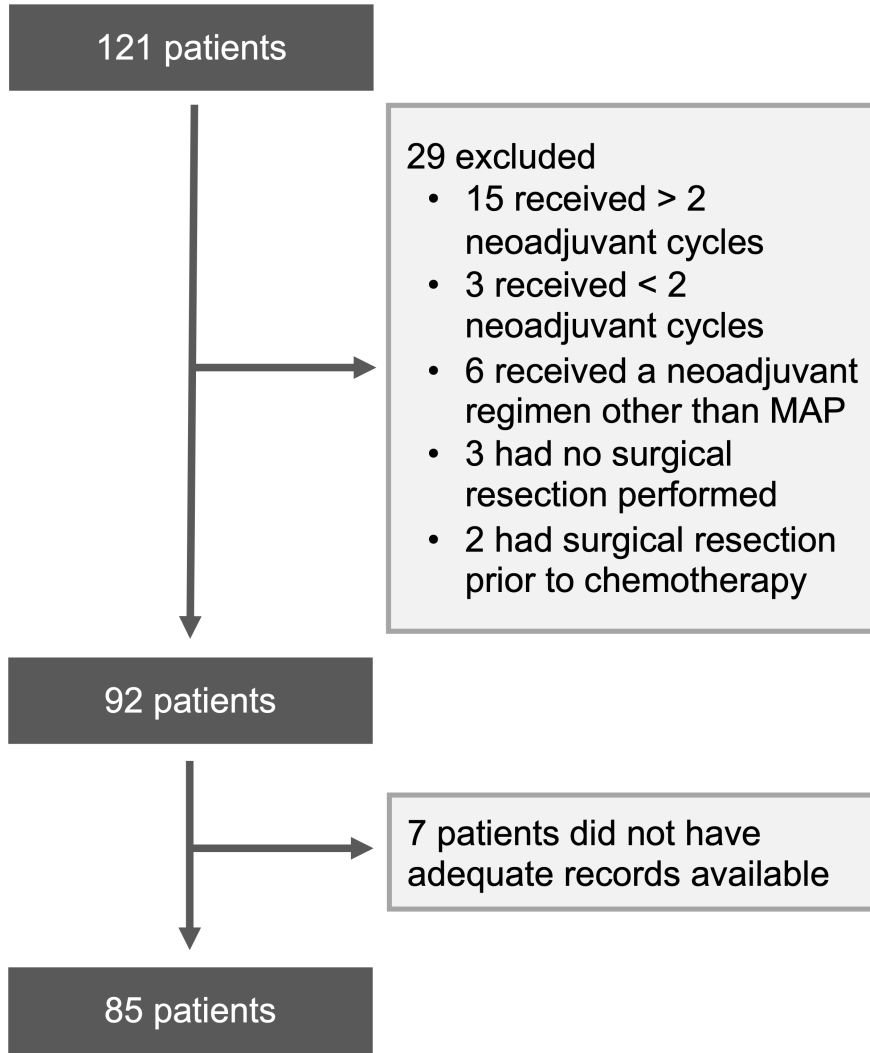 121 patients
29 excluded
• 15 received > 2
neoadjuvant cycles
• 3 received < 2
neoadjuvant cycles
• 6 received a neoadjuvant
regimen other than MAP
• 3 had no surgical
resection performed
• 2 had surgical resection
prior to chemotherapy
92 patients
7 patients did not have
adequate records available
85 patients